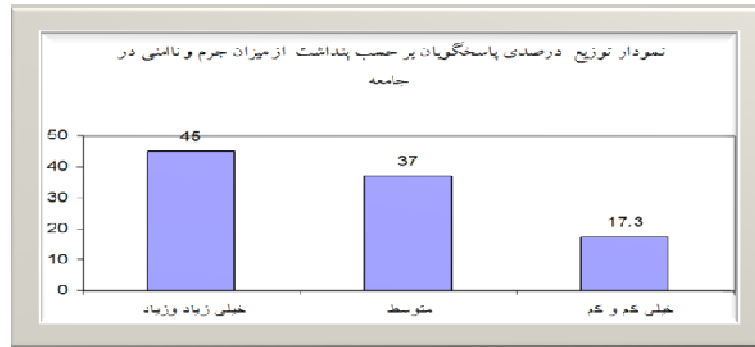 نمودار توزیع درصدی پاسخگویان بر حسب پنداشت از میزان جرم و ناامنی در
جامعه
50
40
30
20
10
0
45
37
17.3
خیلی زیاد وزیاد
متوسط
خیلی کم و کم